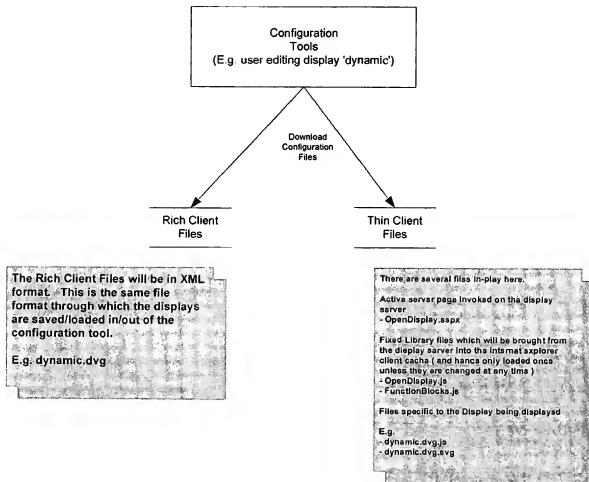 Configuration
Tools
(E.g. user editing display 'dynamic')
Download
Configuration
Files
Rich Client
Files
Thin Client
Files
The Rich Client Files will be in XML
format. - This is the same file
format through which the displays
are saved/loaded in/out of the
configuration tool.
E.g. dynamic.dvg
There are several files in-play here.
Active server page invoked on the display
server
- OpenDisplay.aspx
Fixed Library files which will be brought from
the display server into the internet explorer
client cache ( and hence only loaded once
unless they are changed at any time )
- OpenDisplay.js
- FunctionBlocks.js
Files specific to the Display being displayed
E.g.
- dynamic.dvg.js
- dynamic.dvg.svg